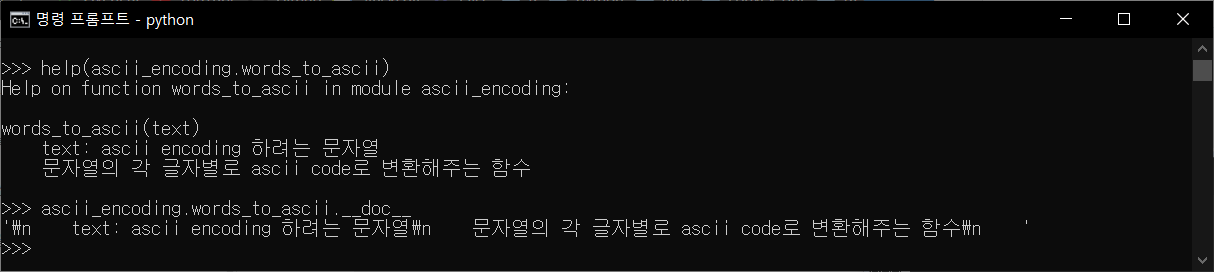 명령 프롬프트 - python
>>> help(ascii_encoding.words_to_ascii)
Help on function words_to_ascii in module ascii_encoding:
words_to_ascii(text)
    text: ascii encoding 하려는 문자열
    문자열의 각 글자별로 ascii code로 변환해주는 함수
>>> ascii_encoding.words_to_ascii.__doc__
'₩n    text: ascii encoding 하려는 문자열₩n    문자열의 각 글자별로 ascii code로 변환해주는 함수₩n    '
>>>